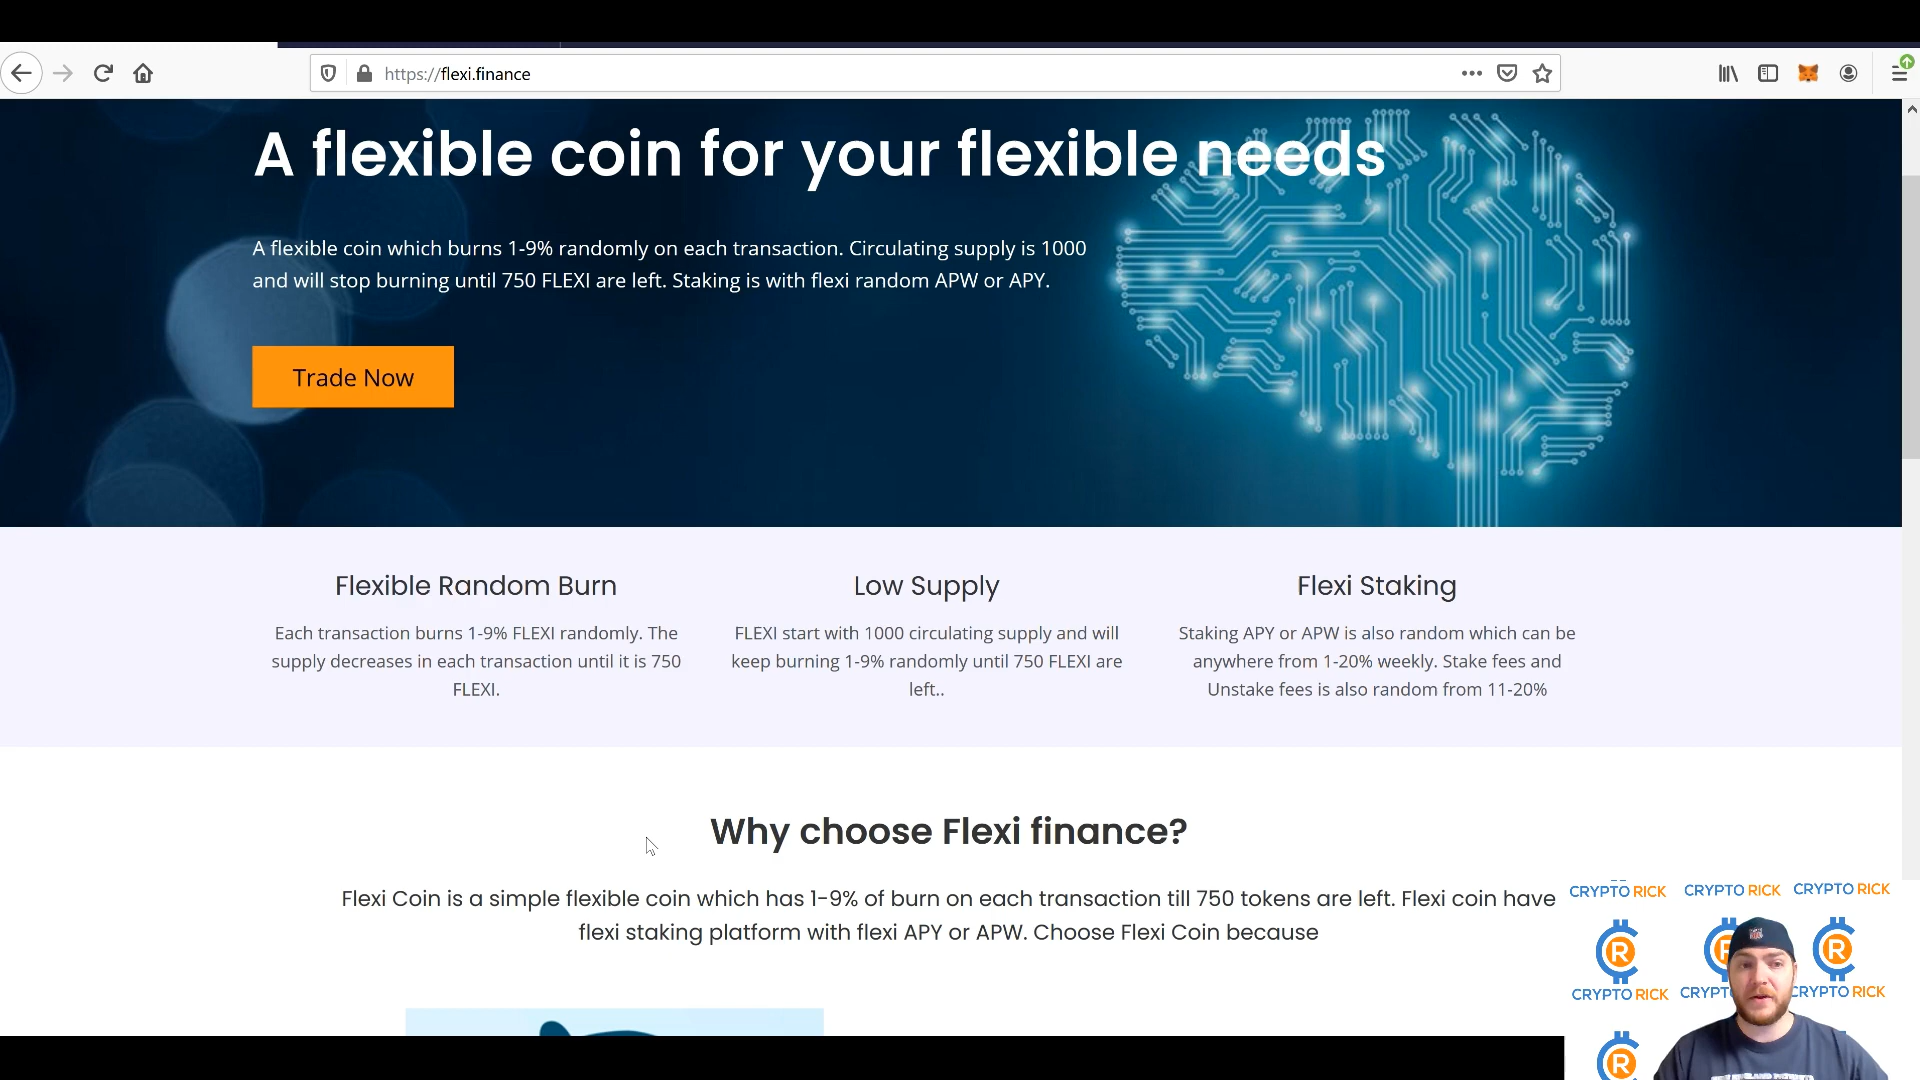 https://flexi.finance
A flexible coin for your flexible needs
A flexible coin which burns 1-9% randomly on each transaction. Circulating supply is 1000
and will stop burning until 750 FLEXI are left. Staking is with flexi random APW or APY.
Trade Now
Flexible Random Burn
Each transaction burns 1-9% FLEXI randomly. The
supply decreases in each transaction until it is 750
FLEXI.
Low Supply
FLEXI start with 1000 circulating supply and will
keep burning 1-9% randomly until 750 FLEXI are
left..
Flexi Staking
Staking APY or APW is also random which can be
anywhere from 1-20% weekly. Stake fees and
Unstake fees is also random from 11-20%
Why choose Flexi finance?
Flexi Coin is a simple flexible coin which has 1-9% of burn on each transaction till 750 tokens are left. Flexi coin have
flexi staking platform with flexi APY or APW. Choose Flexi Coin because
CRYPTO RICK CRYPTO RICK CRYPTO RICK
R R R
CRYPTO RICK CRYPT CRYPTO RICK
R